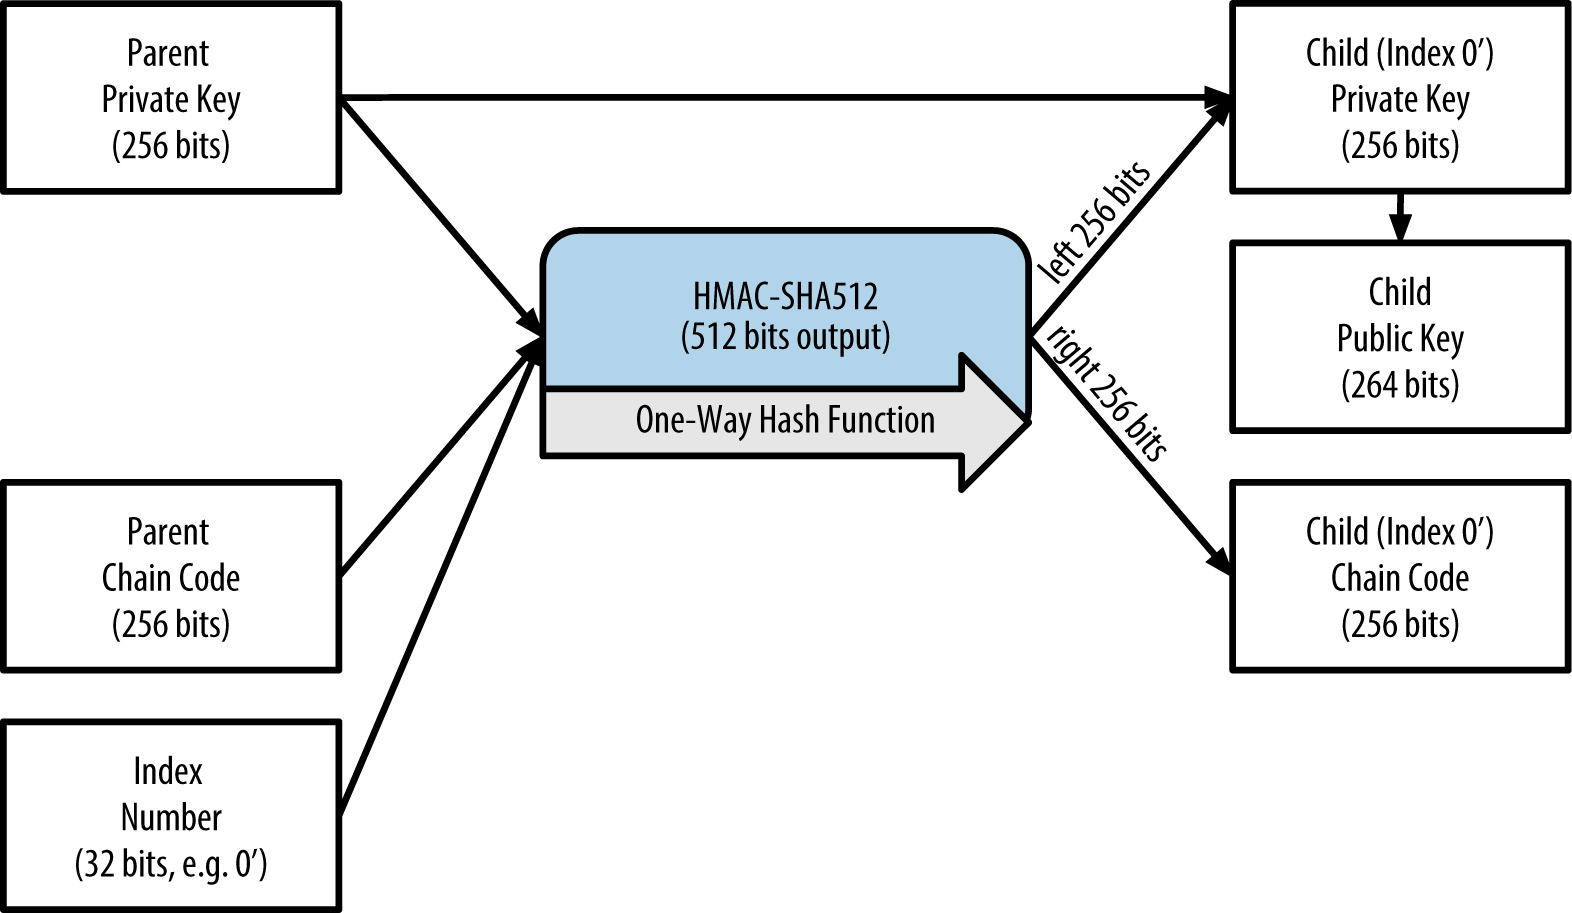 Parent
Private Key
(256 bits)
Child (Index 0’)
Private Key
(256 bits)
left 256 bits
HMAC-SHA512
(512 bits output)
One-Way Hash Function
right 256 bits
Child
Public Key
(264 bits)
Parent
Chain Code
(256 bits)
Child (Index 0’)
Chain Code
(256 bits)
Index
Number
(32 bits, e.g. 0’)